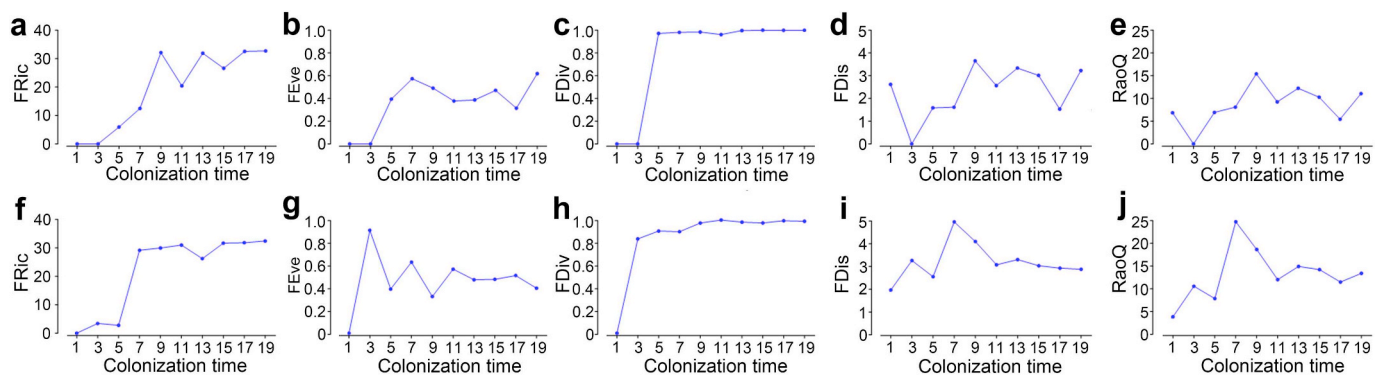 a
FRic
40
30
20
10
0
1 3 5 7 9 11 13 15 17 19
Colonization time
b
FEve
1.0
0.8
0.6
0.4
0.2
0
1 3 5 7 9 11 13 15 17 19
Colonization time
c
FDiv
1.0
0.8
0.6
0.4
0.2
0
1 3 5 7 9 11 13 15 17 19
Colonization time
d
FDis
5
4
3
2
1
0
1 3 5 7 9 11 13 15 17 19
Colonization time
e
RaoQ
25
20
15
10
5
0
1 3 5 7 9 11 13 15 17 19
Colonization time
f
FRic
40
30
20
10
0
1 3 5 7 9 11 13 15 17 19
Colonization time
g
FEve
1.0
0.8
0.6
0.4
0.2
0
1 3 5 7 9 11 13 15 17 19
Colonization time
h
FDiv
1.0
0.8
0.6
0.4
0.2
0
1 3 5 7 9 11 13 15 17 19
Colonization time
i
FDis
5
4
3
2
1
0
1 3 5 7 9 11 13 15 17 19
Colonization time
j
RaoQ
25
20
15
10
5
0
1 3 5 7 9 11 13 15 17 19
Colonization time